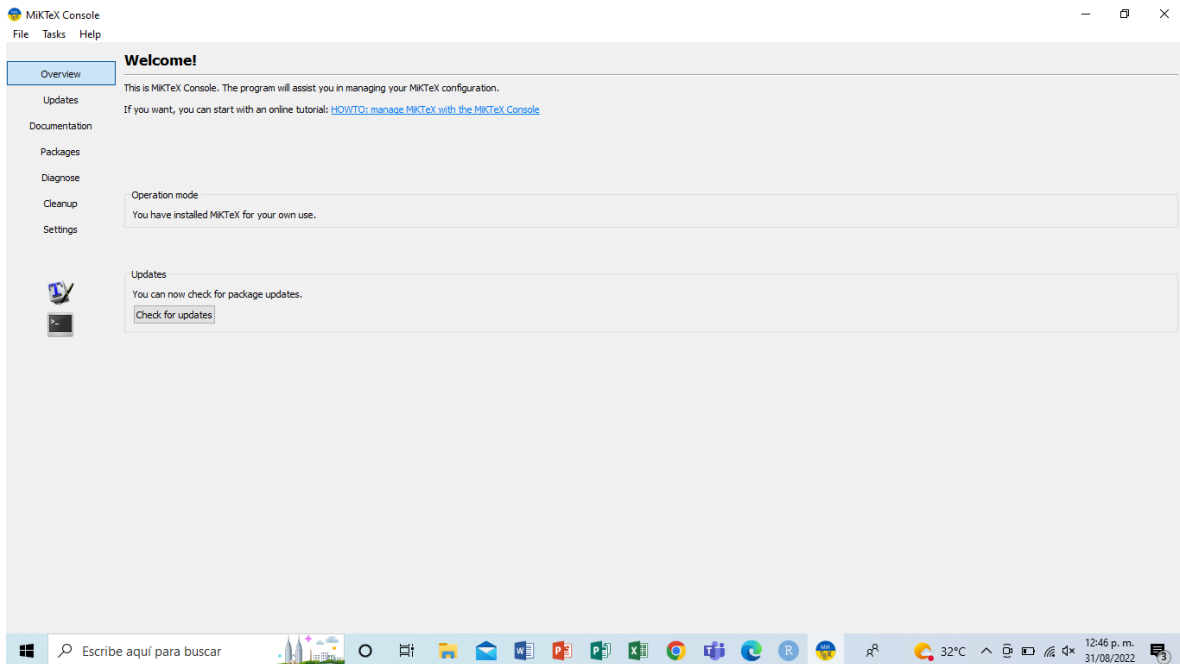 MiKTeX Console
File Tasks Help
Overview
Updates
Documentation
Packages
Diagnose
Cleanup
Settings
Welcome!
This is MiKTeX Console. The program will assist you in managing your MiKTeX configuration.
If you want, you can start with an online tutorial: HOWTO: manage MiKTeX with the MiKTeX Console
Operation mode
You have installed MiKTeX for your own use.
Updates
You can now check for package updates.
Check for updates
Escribe aquí para buscar
32°C
12:46 p. m.
31/08/2022
3